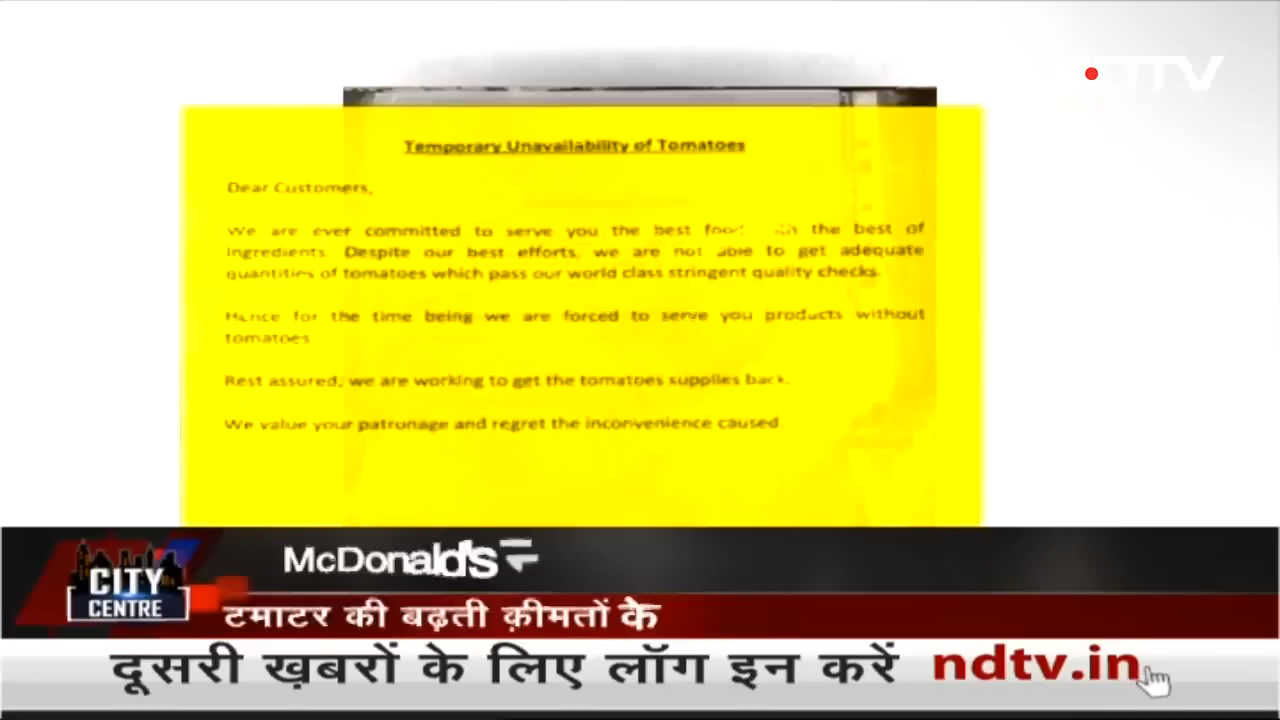 NDTV
Temporary Unavailability of Tomatoes
Dear Customers,
We are ever committed to serve you the best food with the best of
ingredients. Despite our best efforts, we are not able to get adequate
quantities of tomatoes which pass our world class stringent quality checks.
Hence for the time being we are forced to serve you products without
tomatoes
Rest assured, we are working to get the tomatoes supplies back.
We value your patronage and regret the inconvenience caused.
CITY
CENTRE
McDonald's
टमाटर की बढ़ती क़ीमतों के
दूसरी ख़बरों के लिए लॉग इन करें ndtv.in